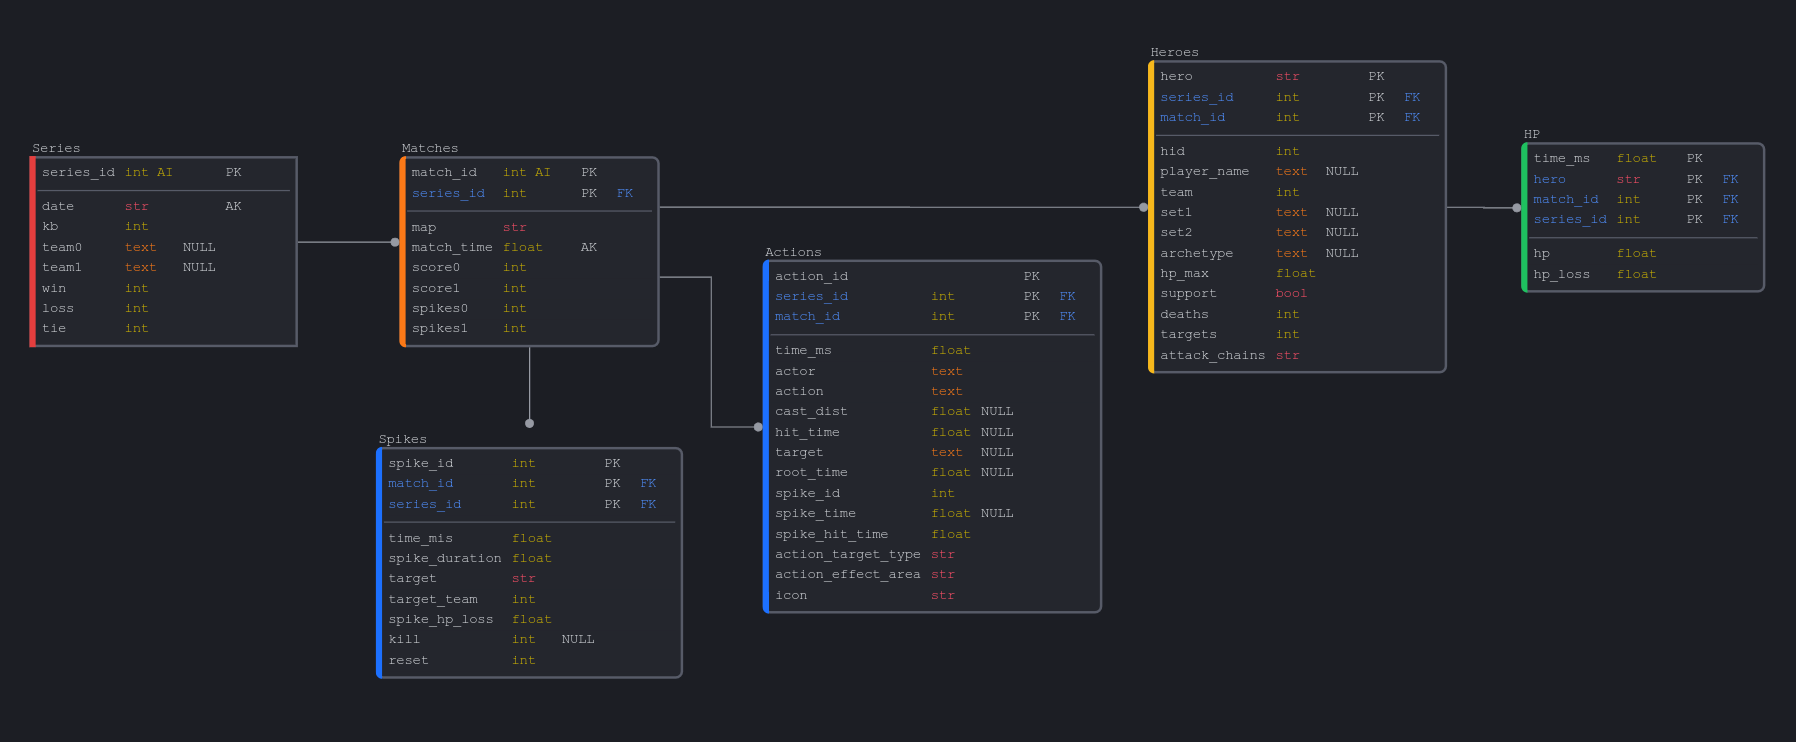 Series
series_id int AI PK
date str AK
kb int
team0 text NULL
team1 text NULL
win int
loss int
tie int
Matches
match_id int AI PK
series_id int PK FK
map str
match_time float AK
score0 int
score1 int
spikes0 int
spikes1 int
Spikes
spike_id int PK
match_id int PK FK
series_id int PK FK
time_mis float
spike_duration float
target str
target_team int
spike_hp_loss float
kill int NULL
reset int
Actions
action_id PK
series_id int PK FK
match_id int PK FK
time_ms float
actor text
action text
cast_dist float NULL
hit_time float NULL
target text NULL
root_time float NULL
spike_id int
spike_time float NULL
spike_hit_time float
action_target_type str
action_effect_area str
icon str
Heroes
hero str PK
series_id int PK FK
match_id int PK FK
hid int
player_name text NULL
team int
set1 text NULL
set2 text NULL
archetype text NULL
hp_max float
support bool
deaths int
targets int
attack_chains str
HP
time_ms float PK
hero str PK FK
match_id int PK FK
series_id int PK FK
hp float
hp_loss float